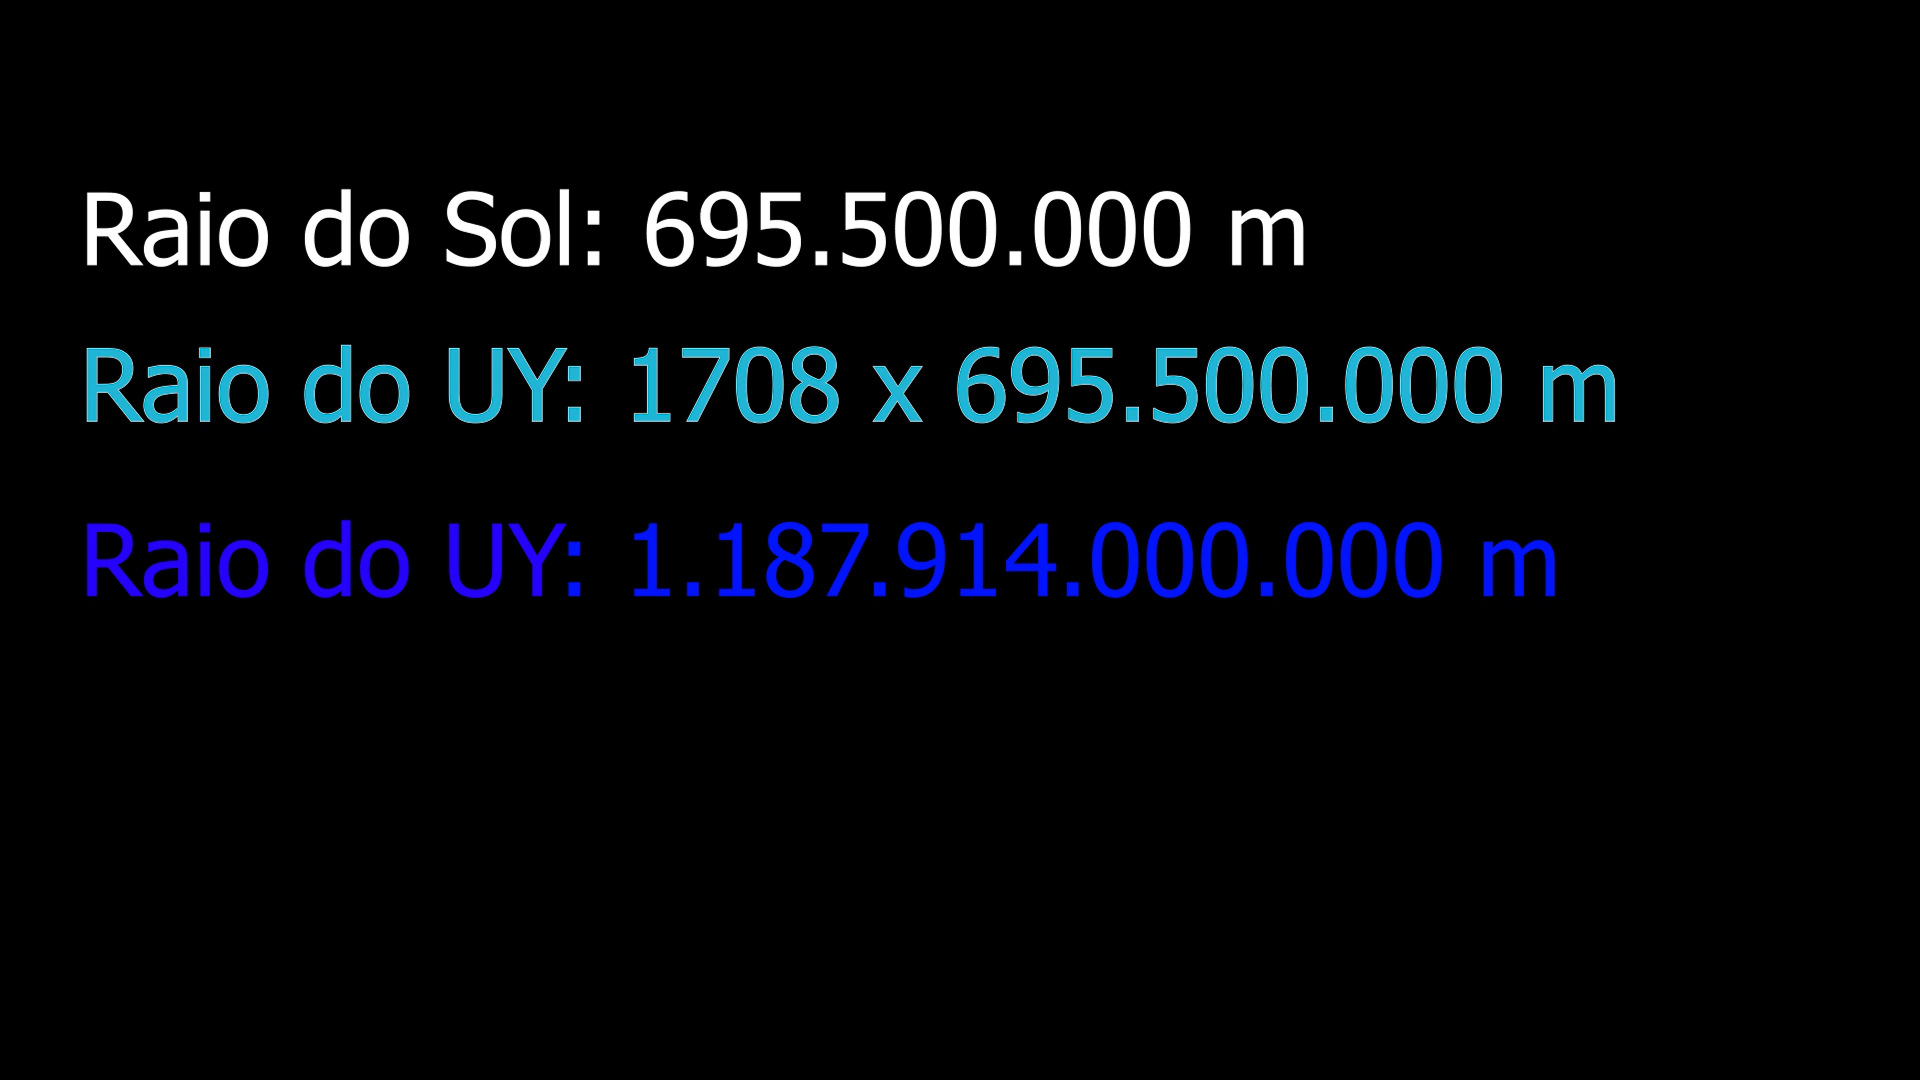 Raio do Sol: 695.500.000 m
Raio do UY: 1708 x 695.500.000 m
Raio do UY: 1.187.914.000.000 m